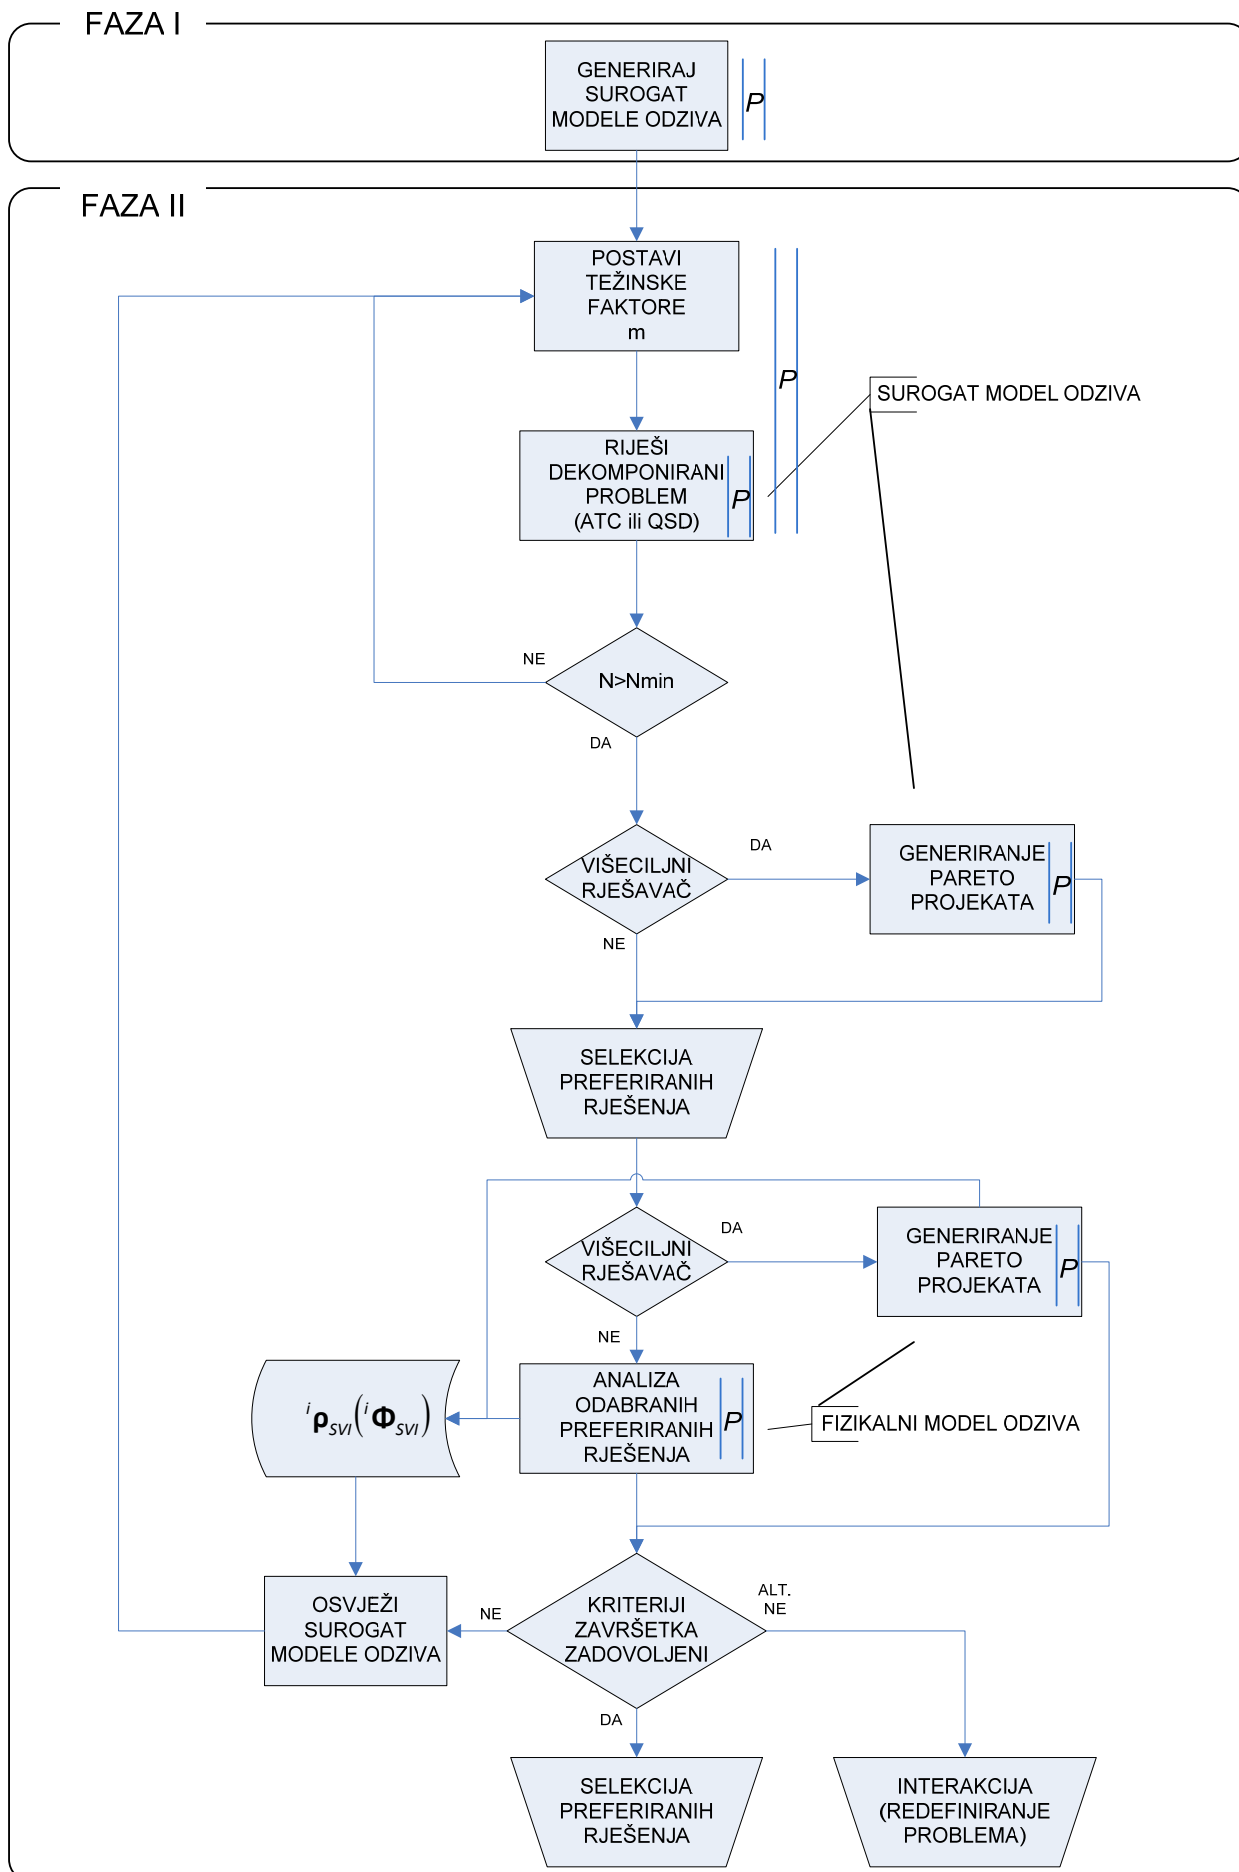 FAZA I
GENERIRAJ
SUROGAT
MODELE ODZIVA
P
FAZA II
POSTAVI
TEŽINSKE
FAKTORE
m
P
SUROGAT MODEL ODZIVA
RIJEŠI
DEKOMPONIRANI
PROBLEM
(ATC ili QSD)
P
NE
N>Nmin
DA
VIŠECILJNI
RJEŠAVAČ
DA
GENERIRANJE
PARETO
PROJEKATA
P
NE
SELEKCIJA
PREFERIRANIH
RJEŠENJA
VIŠECILJNI
RJEŠAVAČ
DA
GENERIRANJE
PARETO
PROJEKATA
P
NE
ANALIZA
ODABRANIH
PREFERIRANIH
RJEŠENJA
P
ⁱρ_SVI(ⁱΦ_SVI)
FIZIKALNI MODEL ODZIVA
OSVJEŽI
SUROGAT
MODELE ODZIVA
NE
KRITERIJI
ZAVRŠETKA
ZADOVOLJENI
ALT.
NE
DA
SELEKCIJA
PREFERIRANIH
RJEŠENJA
INTERAKCIJA
(REDEFINIRANJE
PROBLEMA)